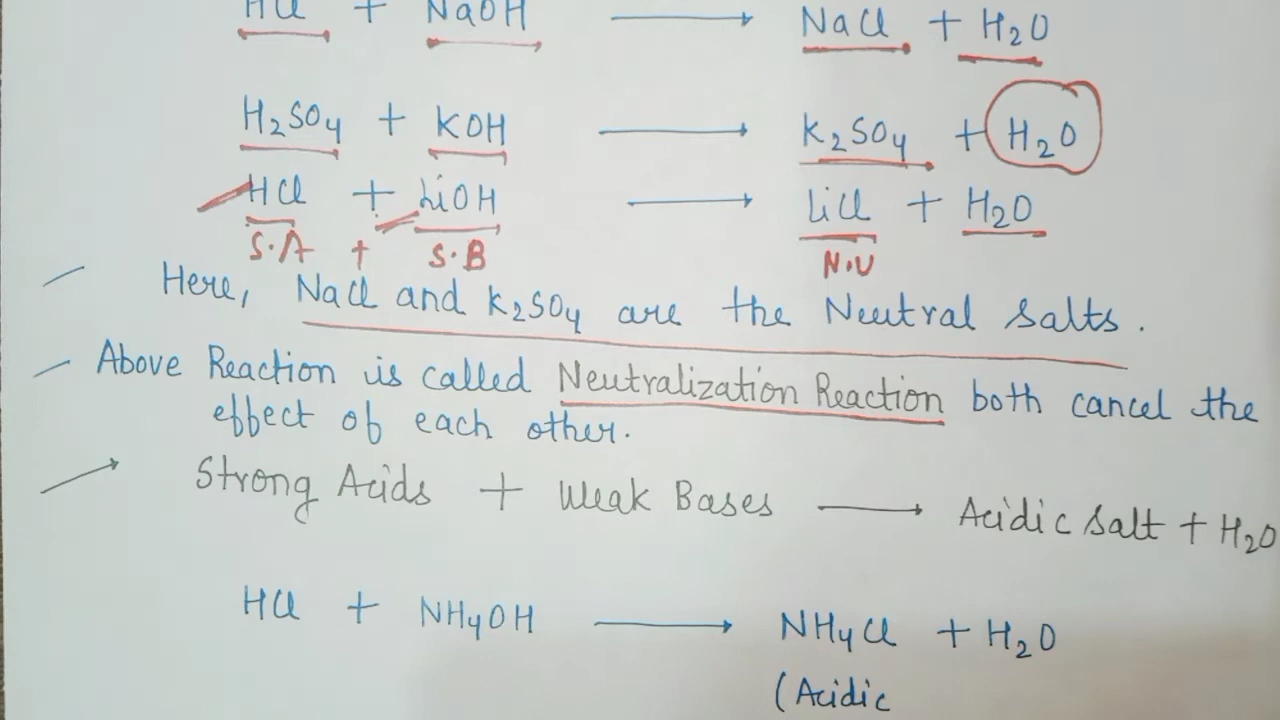 HCl + NaOH → NaCl + H₂O
H₂SO₄ + KOH → K₂SO₄ + H₂O
HCl + LiOH → LiCl + H₂O
S.A + S.B N.U
Here, NaCl and K₂SO₄ are the Neutral Salts.
Above Reaction is called Neutralization Reaction both cancel the
effect of each other.
Strong Acids + Weak Bases → Acidic Salt + H₂O
HCl + NH₄OH → NH₄Cl + H₂O
(Acidic